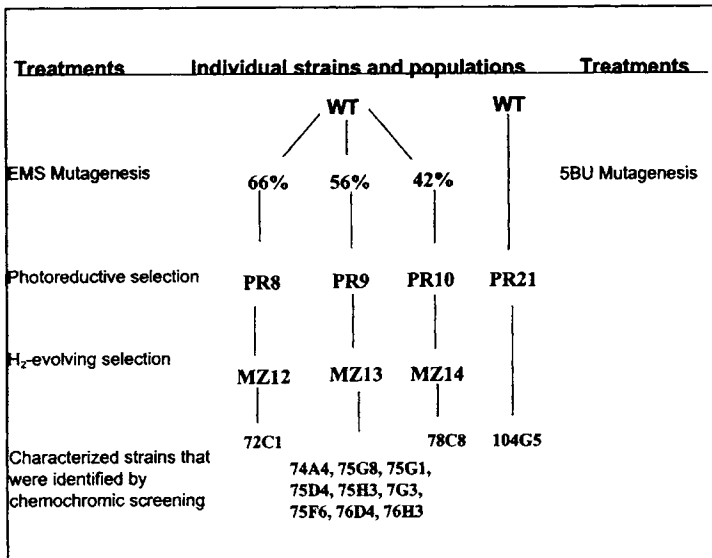 Treatments Individual strains and populations Treatments
WT WT
EMS Mutagenesis 66% 56% 42% 5BU Mutagenesis
Photoreductive selection PR8 PR9 PR10 PR21
H₂-evolving selection MZ12 MZ13 MZ14
72C1 78C8 104G5
Characterized strains that
were identified by
chemochromic screening
74A4, 75G8, 75G1,
75D4, 75H3, 7G3,
75F6, 76D4, 76H3